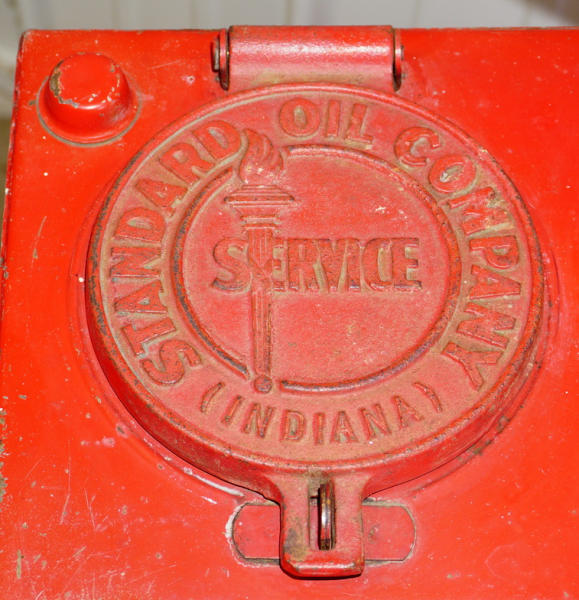 STANDARD OIL COMPANY
SERVICE
(INDIANA)